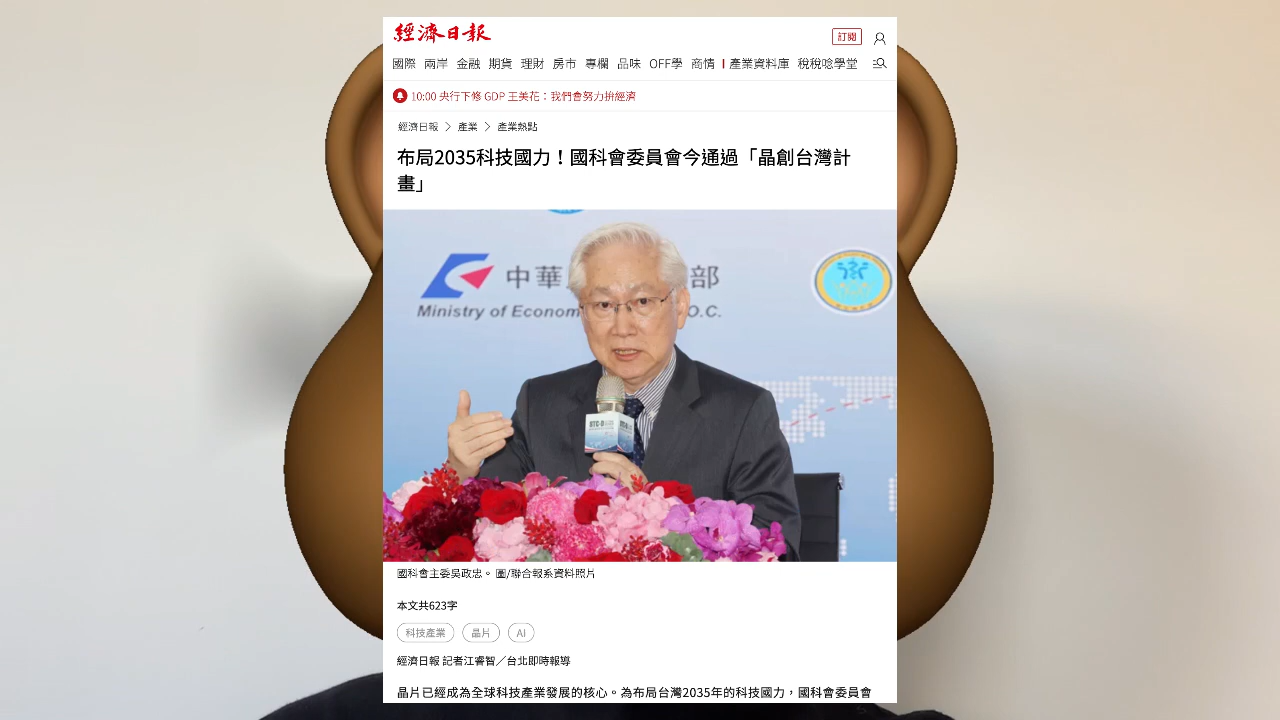 經濟日報
訂閱
國際 兩岸 金融 期貨 理財 房市 專欄 品味 OFF學 商情 產業資料庫 稅稅唸學堂
10:00 央行下修 GDP 王美花：我們會努力拚經濟
經濟日報 > 產業 > 產業熱點
布局2035科技國力！國科會委員會今通過「晶創台灣計
畫」
中華 部
Ministry of Econom O.C.
國科會主委吳政忠。 圖/聯合報系資料照片
本文共623字
科技產業 晶片 AI
經濟日報 記者江睿智／台北即時報導
晶片已經成為全球科技產業發展的核心。為布局台灣2035年的科技國力，國科會委員會